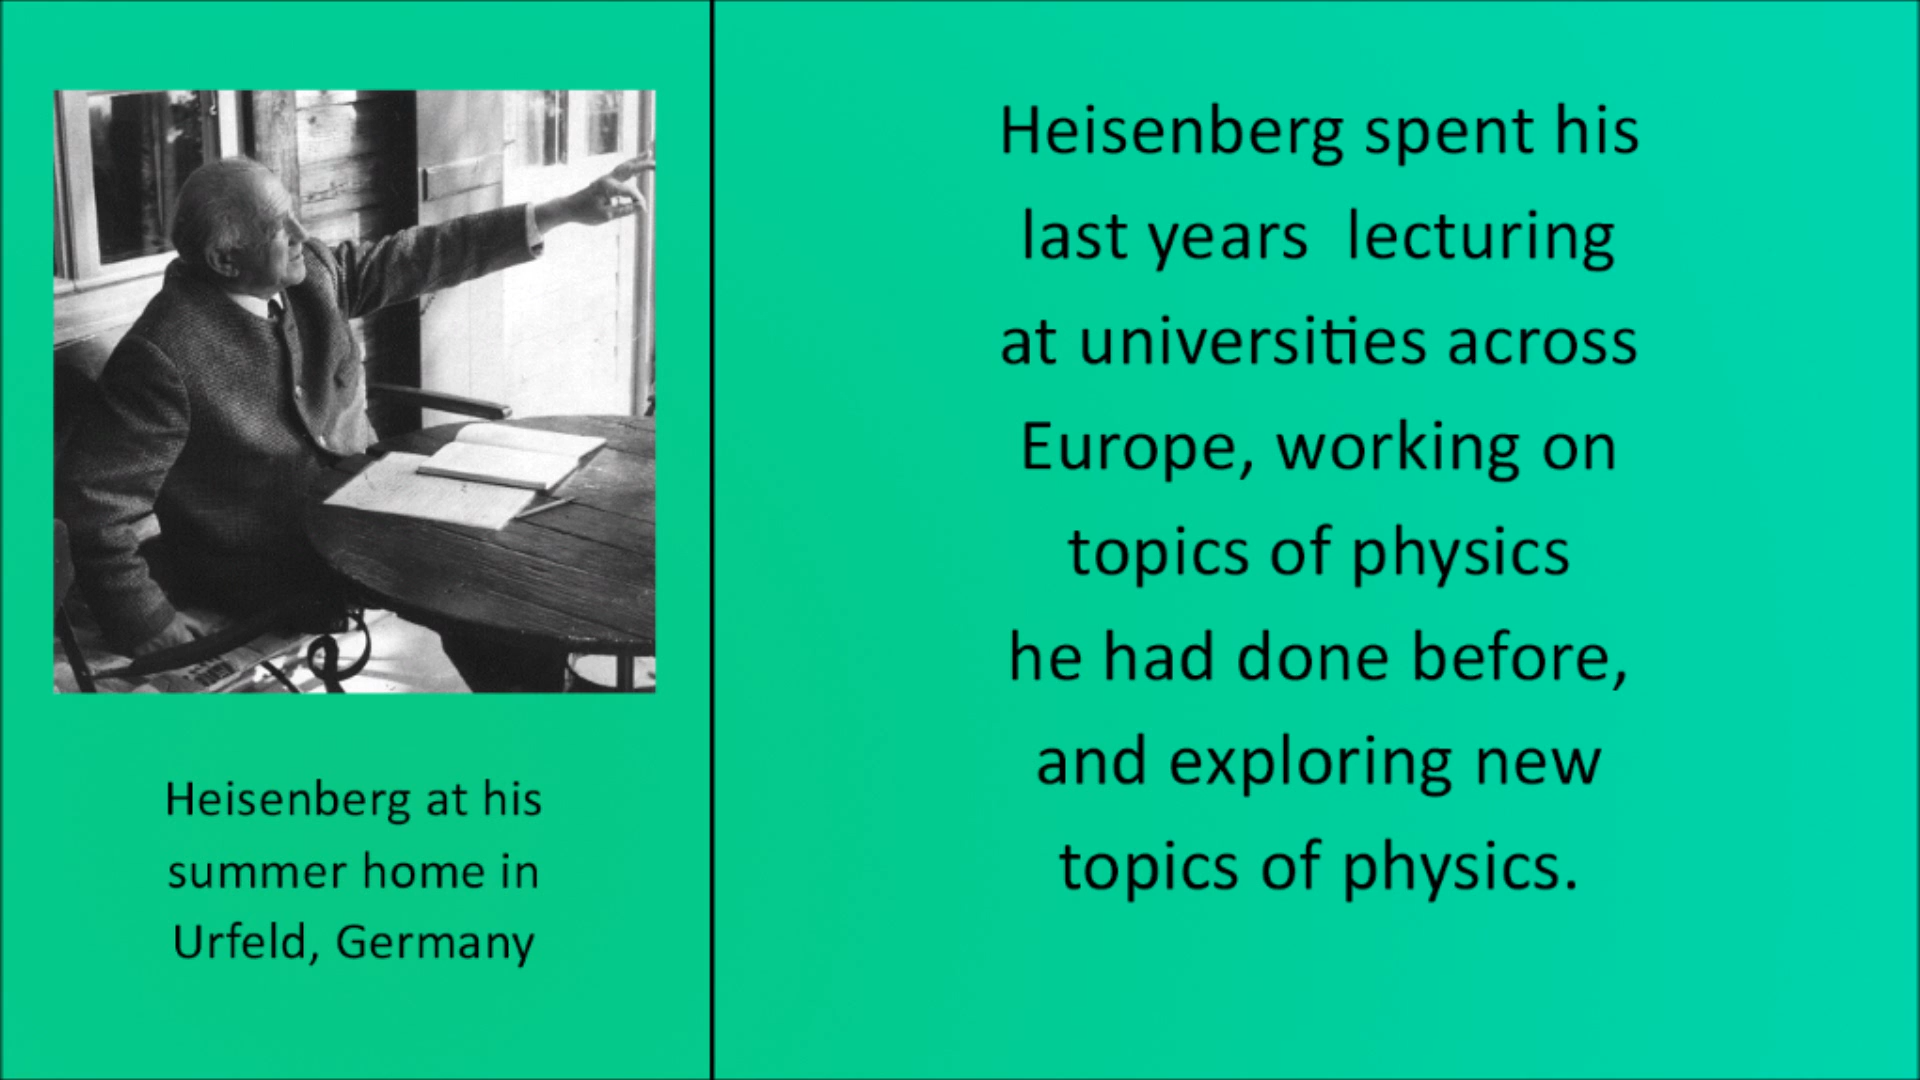 Heisenberg at his
summer home in
Urfeld, Germany
Heisenberg spent his
last years  lecturing
at universities across
Europe, working on
topics of physics
he had done before,
and exploring new
topics of physics.